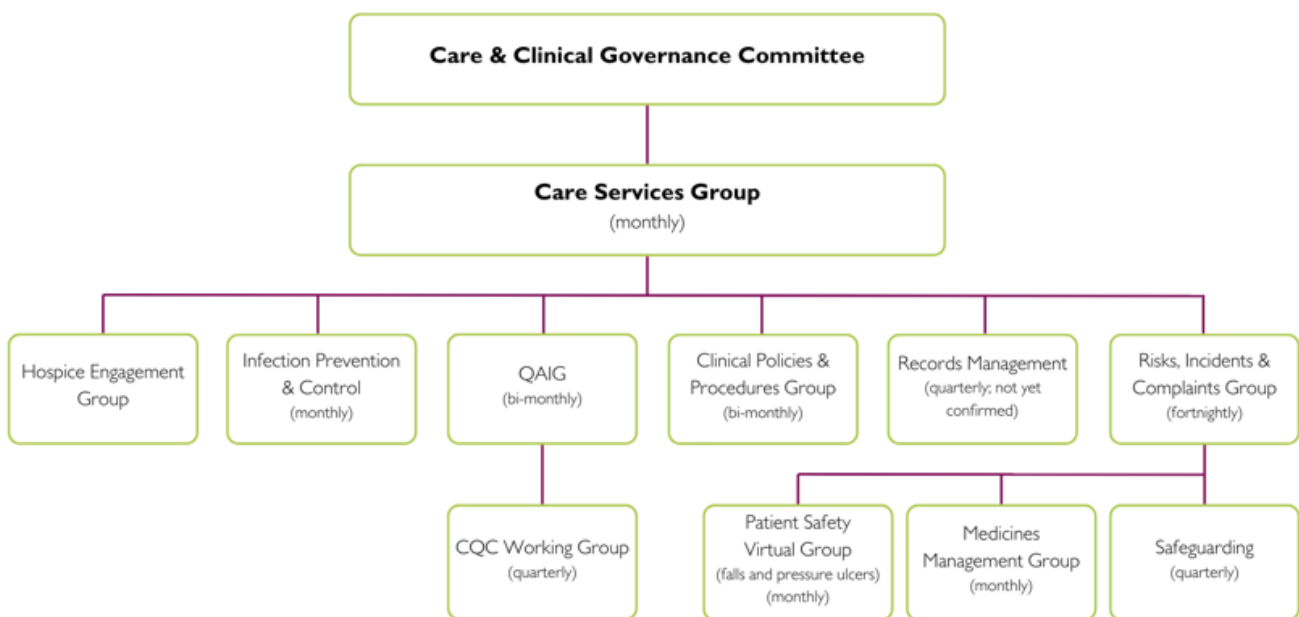 Care & Clinical Governance Committee
Care Services Group
(monthly)
Hospice Engagement
Group
Infection Prevention
& Control
(monthly)
QAIG
(bi-monthly)
Clinical Policies &
Procedures Group
(bi-monthly)
Records Management
(quarterly; not yet
confirmed)
Risks, Incidents &
Complaints Group
(fortnightly)
CQC Working Group
(quarterly)
Patient Safety
Virtual Group
(falls and pressure ulcers)
(monthly)
Medicines
Management Group
(monthly)
Safeguarding
(quarterly)